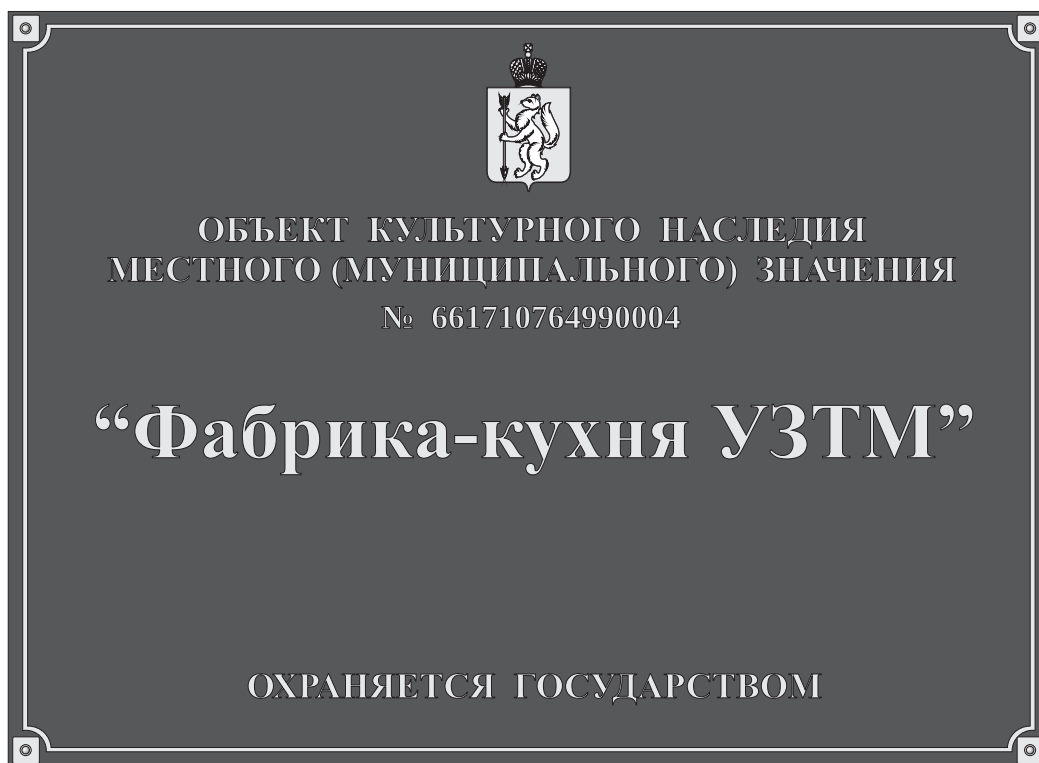 ОБЪЕКТ КУЛЬТУРНОГО НАСЛЕДИЯ
МЕСТНОГО (МУНИЦИПАЛЬНОГО) ЗНАЧЕНИЯ
№ 661710764990004
“Фабрика-кухня УЗТМ”
ОХРАНЯЕТСЯ ГОСУДАРСТВОМ